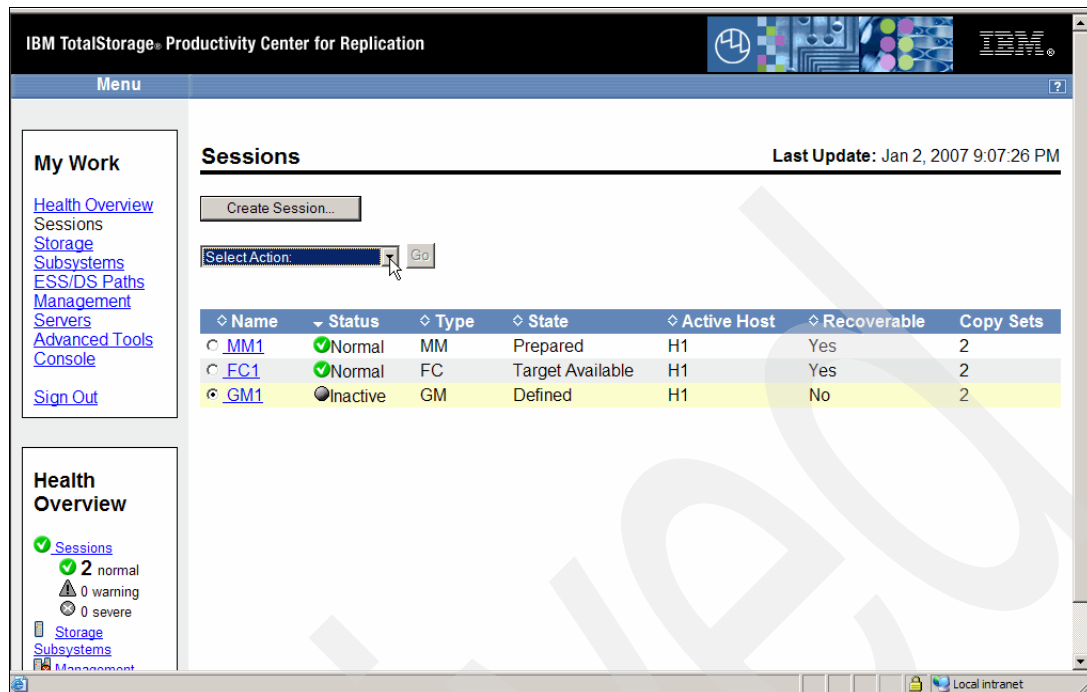 IBM TotalStorage® Productivity Center for Replication
IBM®
Menu
?
My Work
Health Overview
Sessions
Storage
Subsystems
ESS/DS Paths
Management
Servers
Advanced Tools
Console
Sign Out
Health
Overview
Sessions
2 normal
0 warning
0 severe
Storage
Subsystems
Management
Sessions
Last Update: Jan 2, 2007 9:07:26 PM
Create Session...
Select Action:
Go
Name Status Type State Active Host Recoverable Copy Sets
MM1 Normal MM Prepared H1 Yes 2
FC1 Normal FC Target Available H1 Yes 2
GM1 Inactive GM Defined H1 No 2
Local intranet